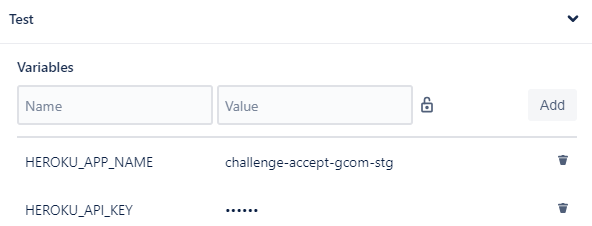 Test
Variables
Name Value Add
HEROKU_APP_NAME challenge-accept-gcom-stg
HEROKU_API_KEY ••••••